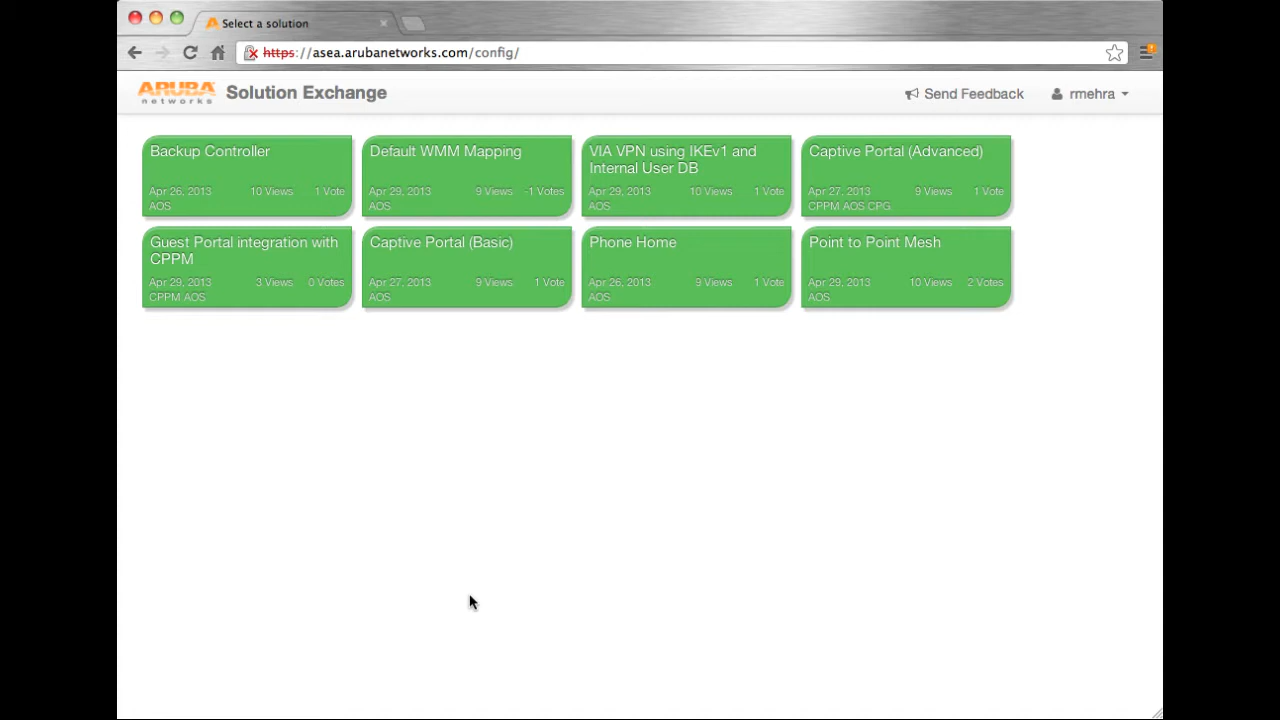 Select a solution
https://asea.arubanetworks.com/config/
ARUBA networks Solution Exchange Send Feedback rmehra
Backup Controller
Apr 26, 2013 10 Views 1 Vote
AOS
Default WMM Mapping
Apr 29, 2013 9 Views -1 Votes
AOS
VIA VPN using IKEv1 and
Internal User DB
Apr 29, 2013 10 Views 1 Vote
AOS
Captive Portal (Advanced)
Apr 27, 2013 9 Views 1 Vote
CPPM AOS CPG
Guest Portal integration with
CPPM
Apr 29, 2013 3 Views 0 Votes
CPPM AOS
Captive Portal (Basic)
Apr 27, 2013 9 Views 1 Vote
AOS
Phone Home
Apr 26, 2013 9 Views 1 Vote
AOS
Point to Point Mesh
Apr 29, 2013 10 Views 2 Votes
AOS